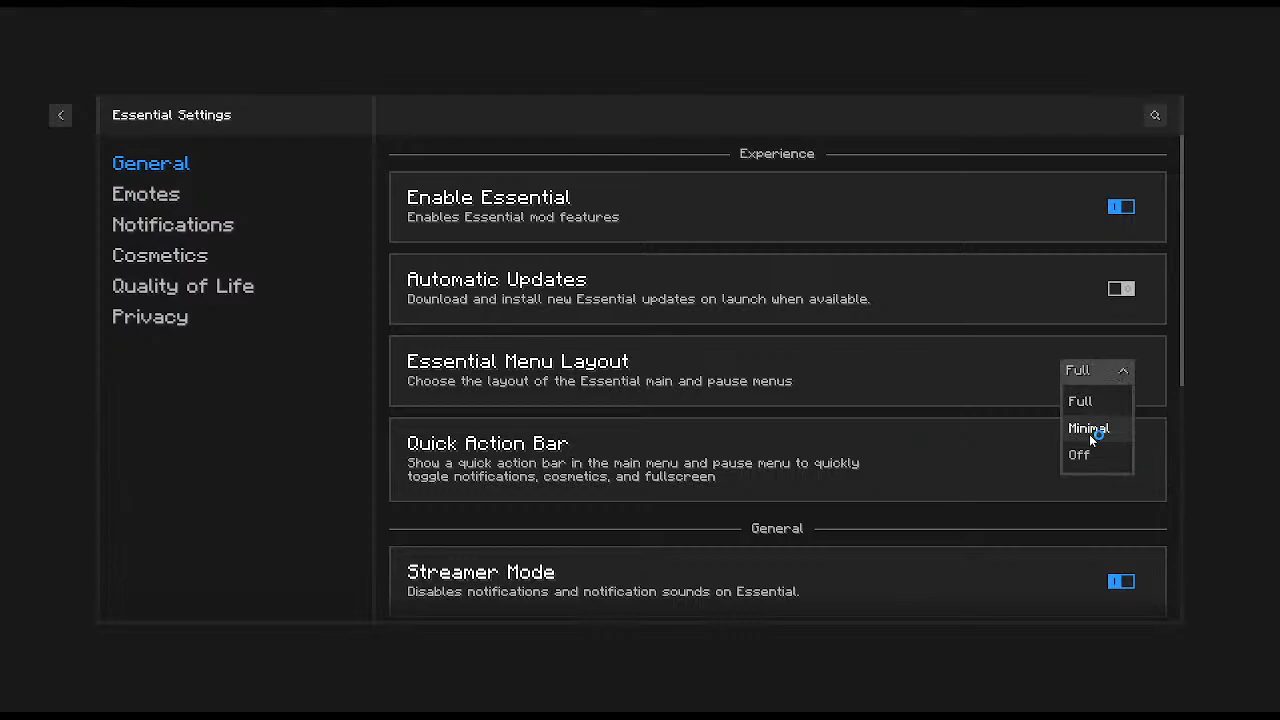 Essential Settings
General
Emotes
Notifications
Cosmetics
Quality of Life
Privacy
Experience
Enable Essential
Enables Essential mod features
Automatic Updates
Download and install new Essential updates on launch when available.
Essential Menu Layout
Choose the layout of the Essential main and pause menus
Full
Full
Minimal
Off
Quick Action Bar
Show a quick action bar in the main menu and pause menu to quickly
toggle notifications, cosmetics, and fullscreen
General
Streamer Mode
Disables notifications and notification sounds on Essential.